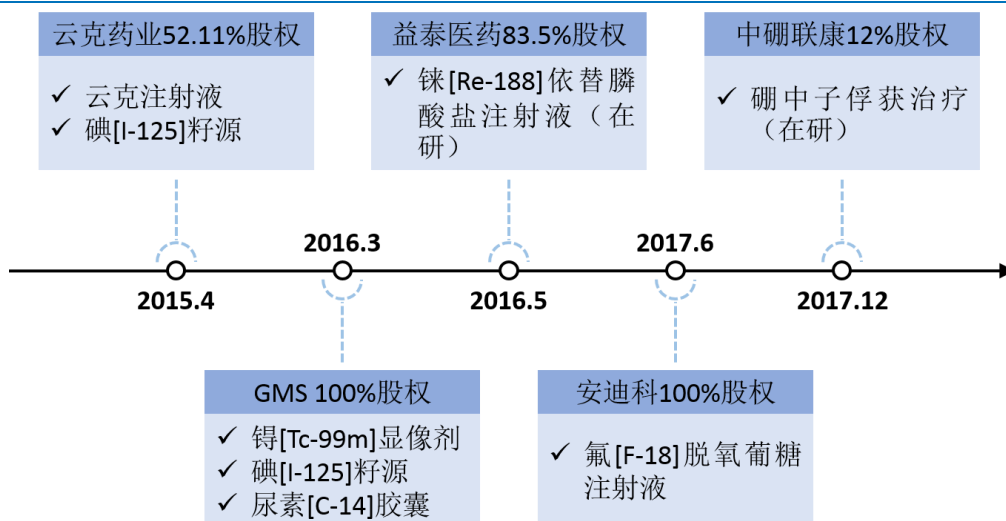 云克药业52.11%股权
✓ 云克注射液
✓ 碘[I-125]籽源
益泰医药83.5%股权
✓ 铼[Re-188]依替膦
酸盐注射液（在
研）
中硼联康12%股权
✓ 硼中子俘获治疗
（在研）
2015.4
2016.3
2016.5
2017.6
2017.12
GMS 100%股权
✓ 锝[Tc-99m]显像剂
✓ 碘[I-125]籽源
✓ 尿素[C-14]胶囊
安迪科100%股权
✓ 氟[F-18]脱氧葡糖
注射液